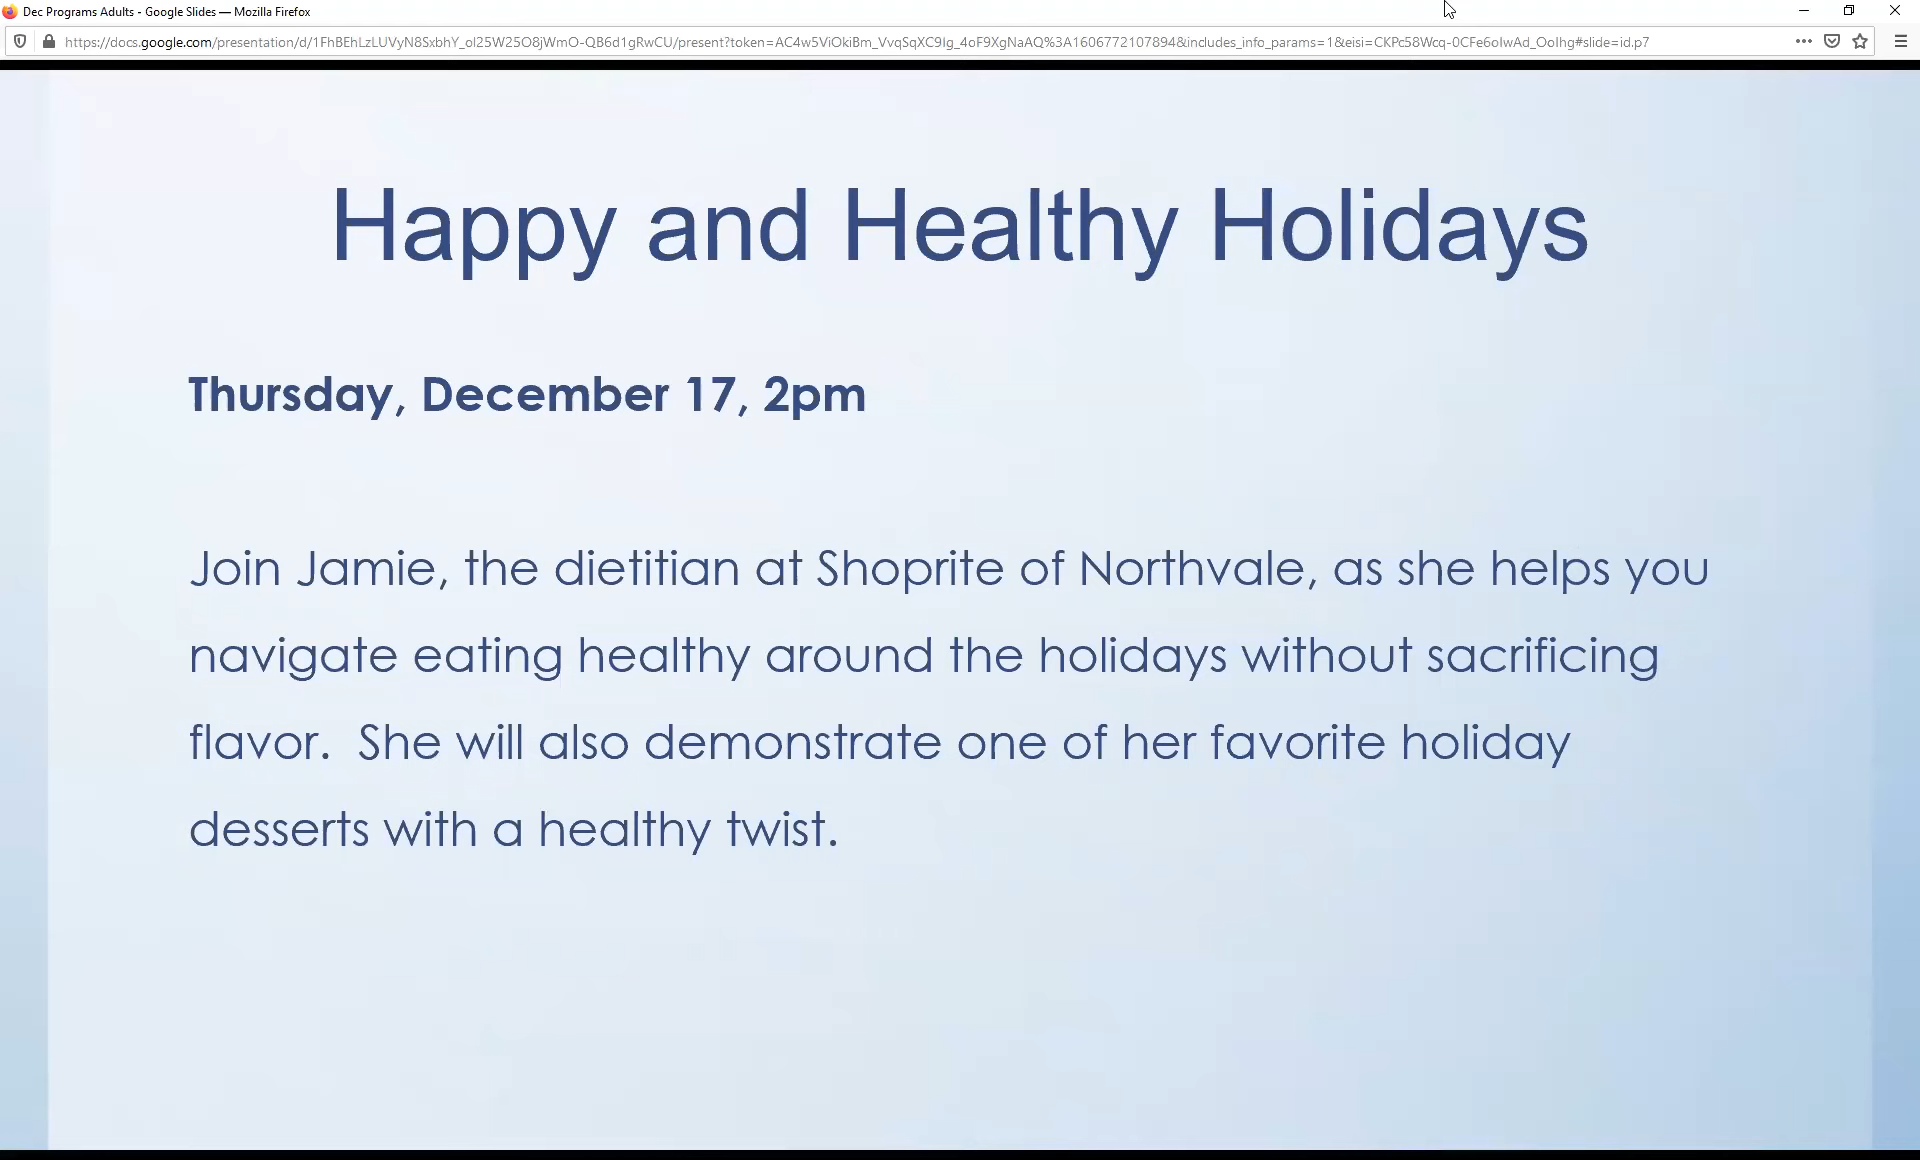 Dec Programs Adults - Google Slides — Mozilla Firefox
https://docs.google.com/presentation/d/1FhBEhLzLUVyN8SxbhY_ol25W25O8jWmO-QB6d1gRwCU/present?token=AC4w5ViOkiBm_VvqSqXC9Ig_4oF9XgNaAQ%3A1606772107894&includes_info_params=1&eisi=CKPc58Wcq-0CFe6oIwAd_OoIhg#slide=id.p7
Happy and Healthy Holidays
Thursday, December 17, 2pm
Join Jamie, the dietitian at Shoprite of Northvale, as she helps you
navigate eating healthy around the holidays without sacrificing
flavor.  She will also demonstrate one of her favorite holiday
desserts with a healthy twist.